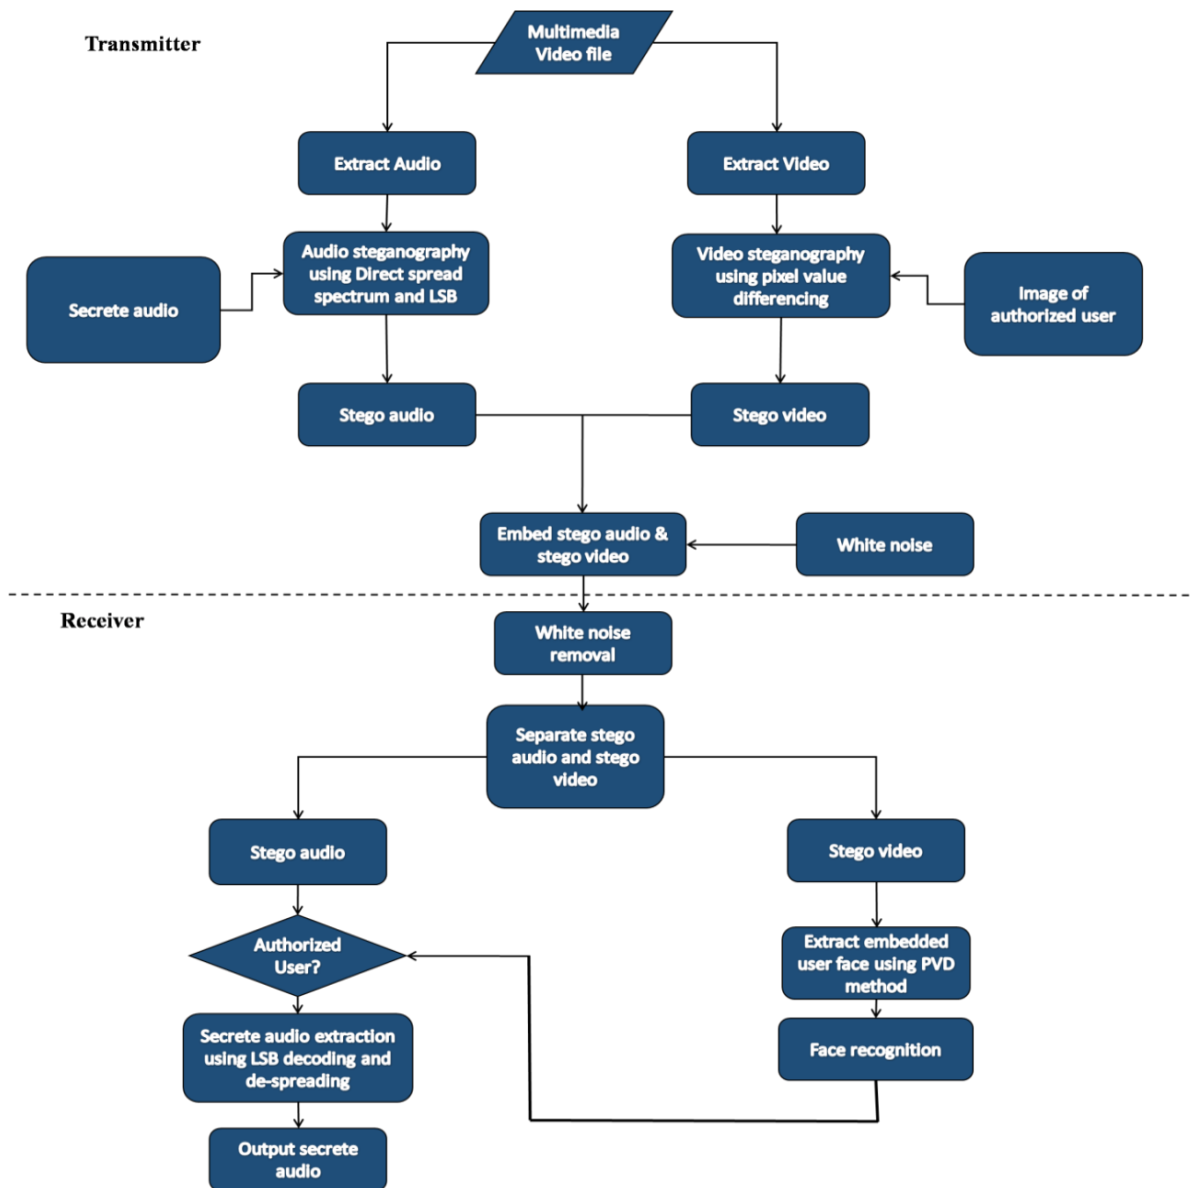 Transmitter
Multimedia
Video file
Extract Audio
Extract Video
Secrete audio
Audio steganography
using Direct spread
spectrum and LSB
Video steganography
using pixel value
differencing
Image of
authorized user
Stego audio
Stego video
Embed stego audio &
stego video
White noise
Receiver
White noise
removal
Separate stego
audio and stego
video
Stego audio
Stego video
Authorized
User?
Extract embedded
user face using PVD
method
Secrete audio extraction
using LSB decoding and
de-spreading
Face recognition
Output secrete
audio